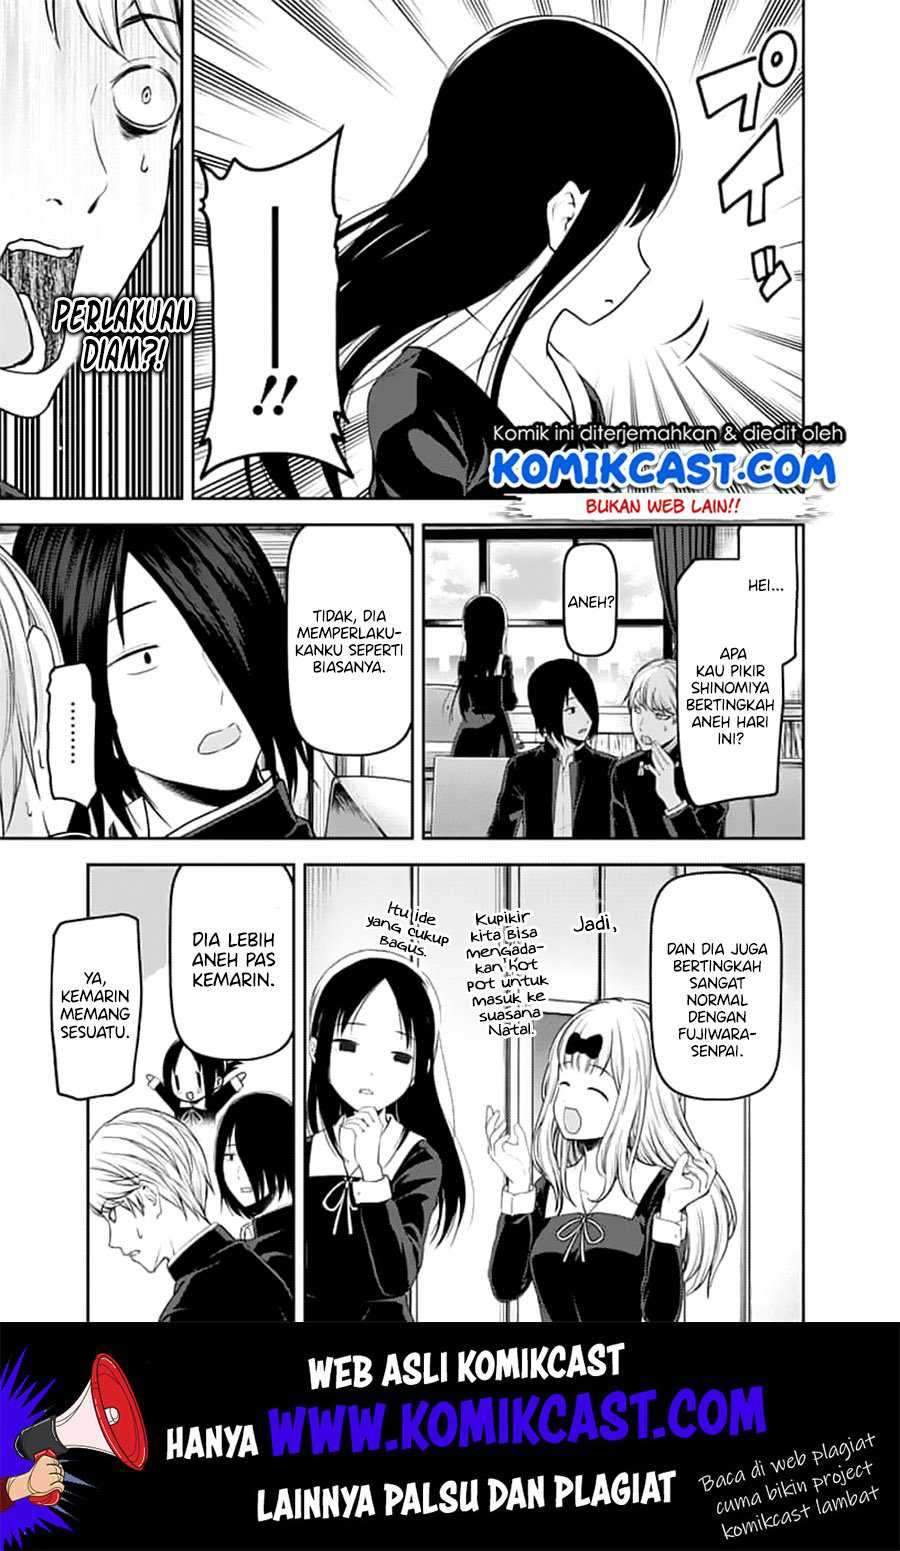 プイッ
――!!
PERLAKUAN
DIAM?!
Komik ini diterjemahkan & diedit oleh
KOMIKCAST.COM
BUKAN WEB LAIN!!
HEI...
APA
KAU PIKIR
SHINOMIYA
BERTINGKAH
ANEH HARI
INI?
ANEH?
TIDAK, DIA
MEMPERLAKU-
KANKU SEPERTI
BIASANYA.
.........
DAN DIA JUGA
BERTINGKAH
SANGAT
NORMAL
DENGAN
FUJIWARA-
SENPAI.
Jadi,
Kupikir
kita bisa
mengada-
kan hot
pot untuk
masuk ke
suasana
Natal.
Itu ide
yang cukup
bagus.
DIA LEBIH
ANEH PAS
KEMARIN.
YA,
KEMARIN
MEMANG
SESUATU.
WEB ASLI KOMIKCAST
HANYA WWW.KOMIKCAST.COM
LAINNYA PALSU DAN PLAGIAT
Baca di web plagiat
cuma bikin project
komikcast lambat